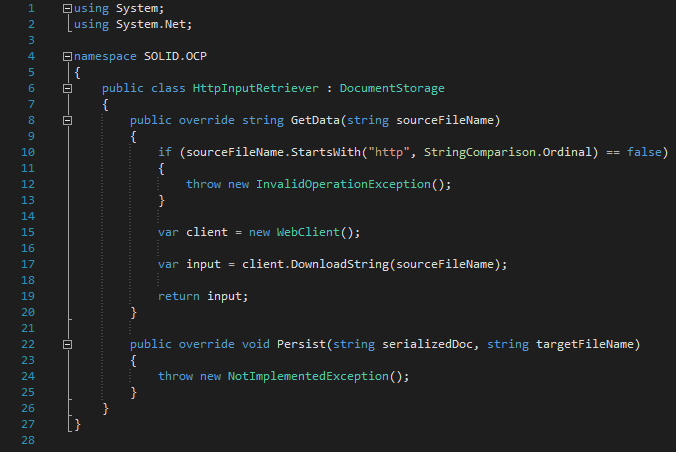 1 using System;
2 using System.Net;
3
4 namespace SOLID.OCP
5 {
6 public class HttpInputRetriever : DocumentStorage
7 {
8 public override string GetData(string sourceFileName)
9 {
10 if (sourceFileName.StartsWith("http", StringComparison.Ordinal) == false)
11 {
12 throw new InvalidOperationException();
13 }
14
15 var client = new WebClient();
16
17 var input = client.DownloadString(sourceFileName);
18
19 return input;
20 }
21
22 public override void Persist(string serializedDoc, string targetFileName)
23 {
24 throw new NotImplementedException();
25 }
26 }
27 }
28